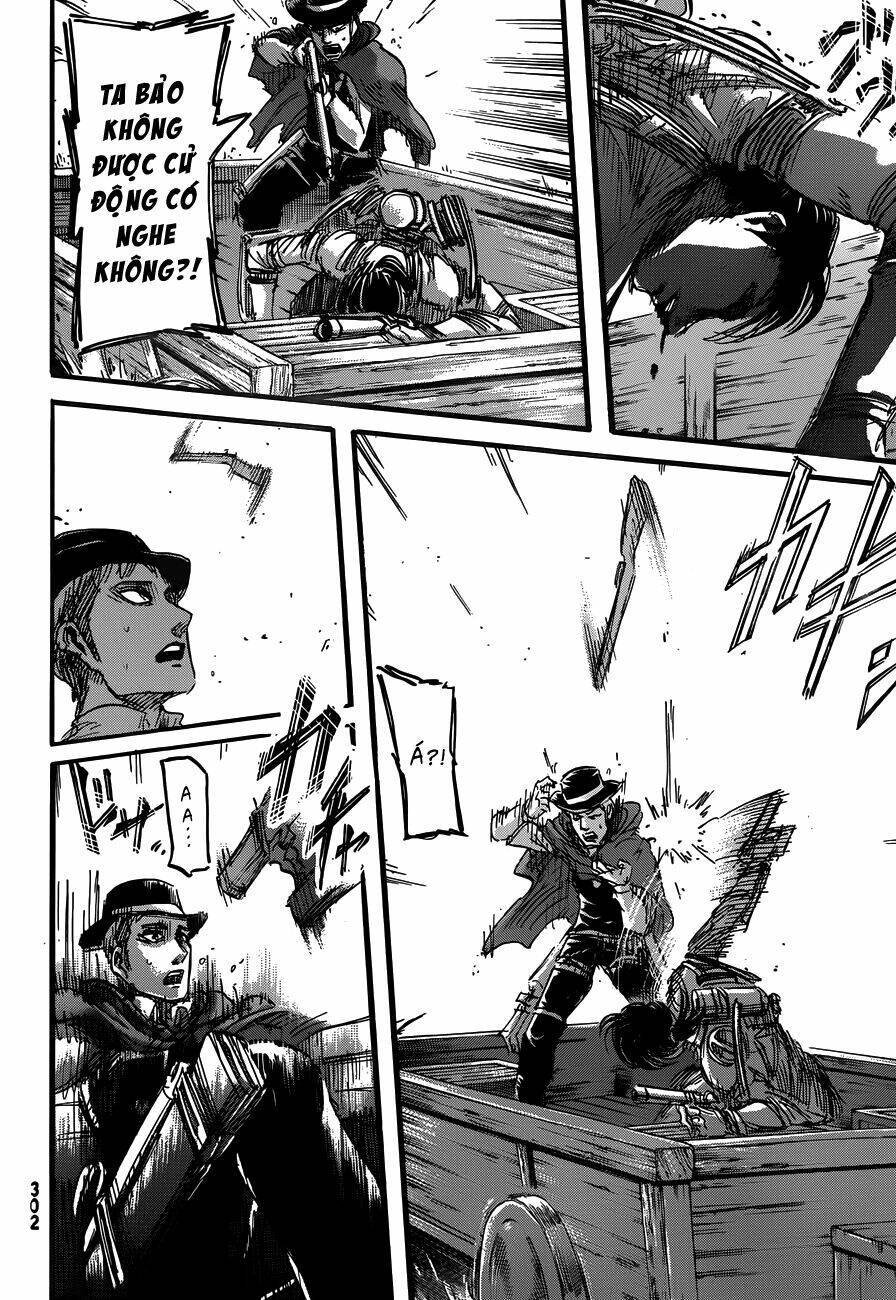 TA BẢO
KHÔNG
ĐƯỢC CỬ
ĐỘNG CÓ
NGHE
KHÔNG?!
Á?!
A A...
302